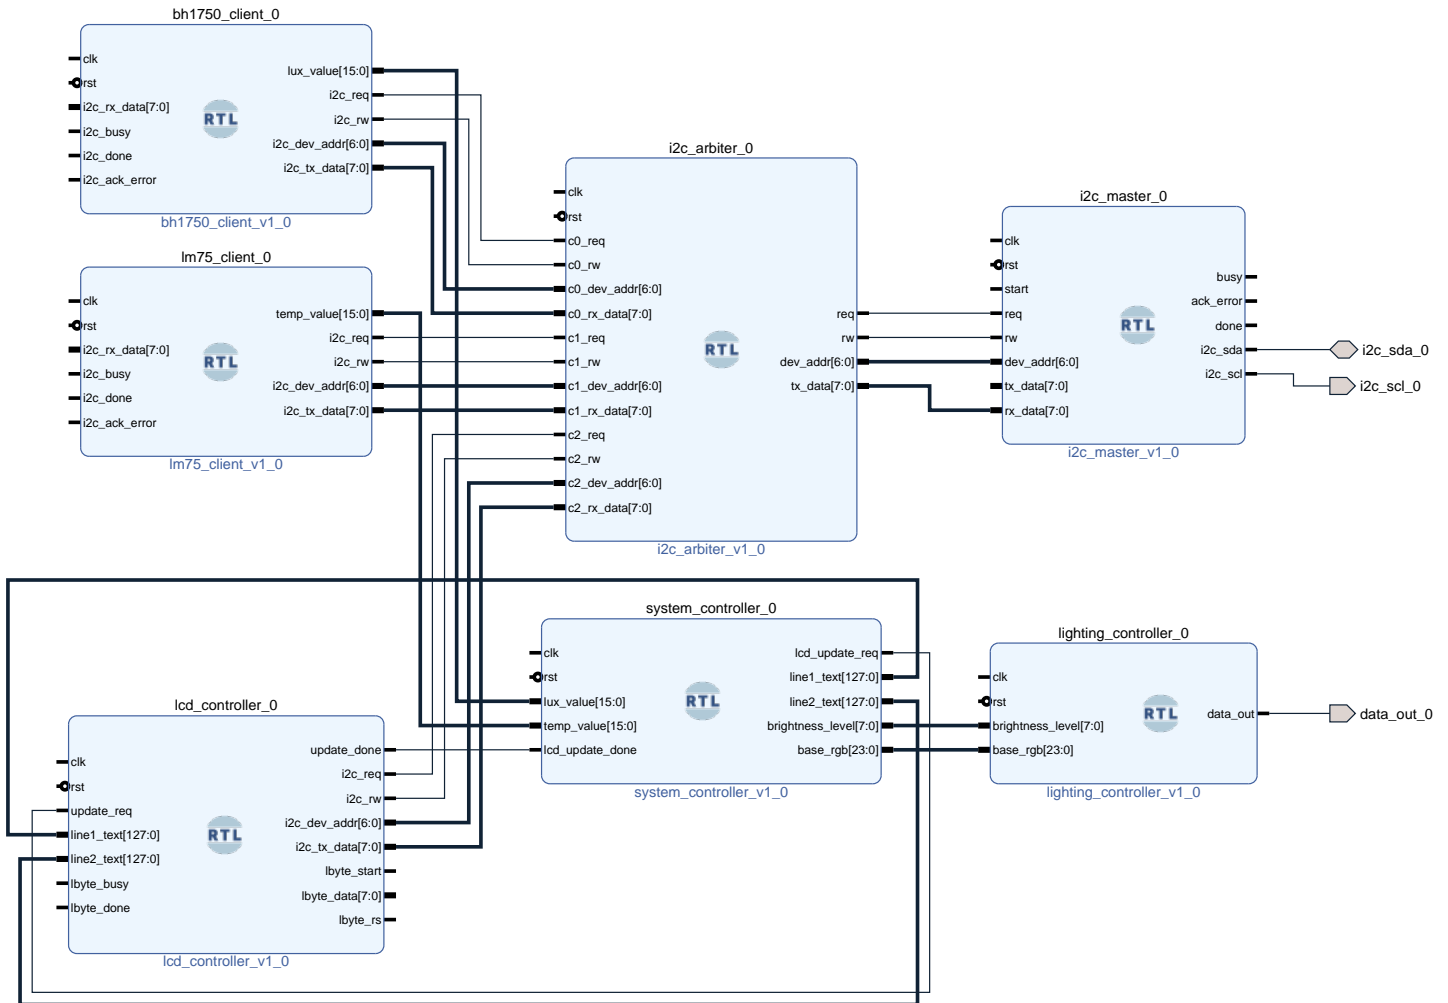 bh1750_client_0
clk
rst
i2c_rx_data[7:0]
i2c_busy
i2c_done
i2c_ack_error
RTL
lux_value[15:0]
i2c_req
i2c_rw
i2c_dev_addr[6:0]
i2c_tx_data[7:0]
bh1750_client_v1_0
lm75_client_0
clk
rst
i2c_rx_data[7:0]
i2c_busy
i2c_done
i2c_ack_error
RTL
temp_value[15:0]
i2c_req
i2c_rw
i2c_dev_addr[6:0]
i2c_tx_data[7:0]
lm75_client_v1_0
i2c_arbiter_0
clk
rst
c0_req
c0_rw
c0_dev_addr[6:0]
c0_rx_data[7:0]
c1_req
c1_rw
c1_dev_addr[6:0]
c1_rx_data[7:0]
c2_req
c2_rw
c2_dev_addr[6:0]
c2_rx_data[7:0]
RTL
req
rw
dev_addr[6:0]
tx_data[7:0]
i2c_arbiter_v1_0
i2c_master_0
clk
rst
start
req
rw
dev_addr[6:0]
tx_data[7:0]
rx_data[7:0]
RTL
busy
ack_error
done
i2c_sda
i2c_scl
i2c_master_v1_0
i2c_sda_0
i2c_scl_0
lcd_controller_0
clk
rst
update_req
line1_text[127:0]
line2_text[127:0]
lbyte_busy
lbyte_done
RTL
update_done
i2c_req
i2c_rw
i2c_dev_addr[6:0]
i2c_tx_data[7:0]
lbyte_start
lbyte_data[7:0]
lbyte_rs
lcd_controller_v1_0
system_controller_0
clk
rst
lux_value[15:0]
temp_value[15:0]
lcd_update_done
RTL
lcd_update_req
line1_text[127:0]
line2_text[127:0]
brightness_level[7:0]
base_rgb[23:0]
system_controller_v1_0
lighting_controller_0
clk
rst
brightness_level[7:0]
base_rgb[23:0]
RTL
data_out
lighting_controller_v1_0
data_out_0